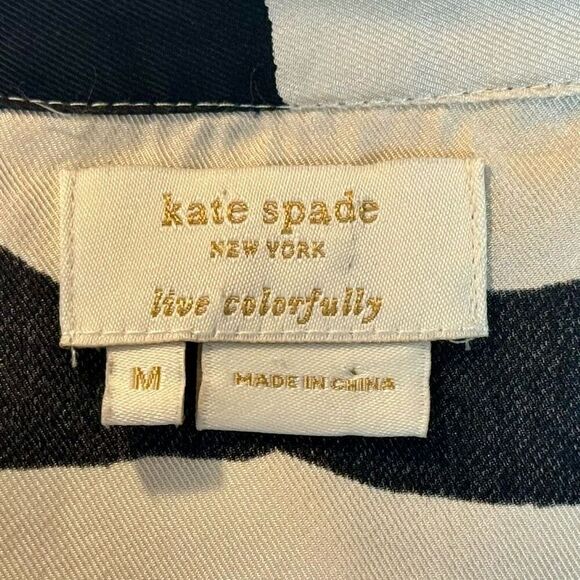 kate spade
NEW YORK
live colorfully
M
MADE IN CHINA